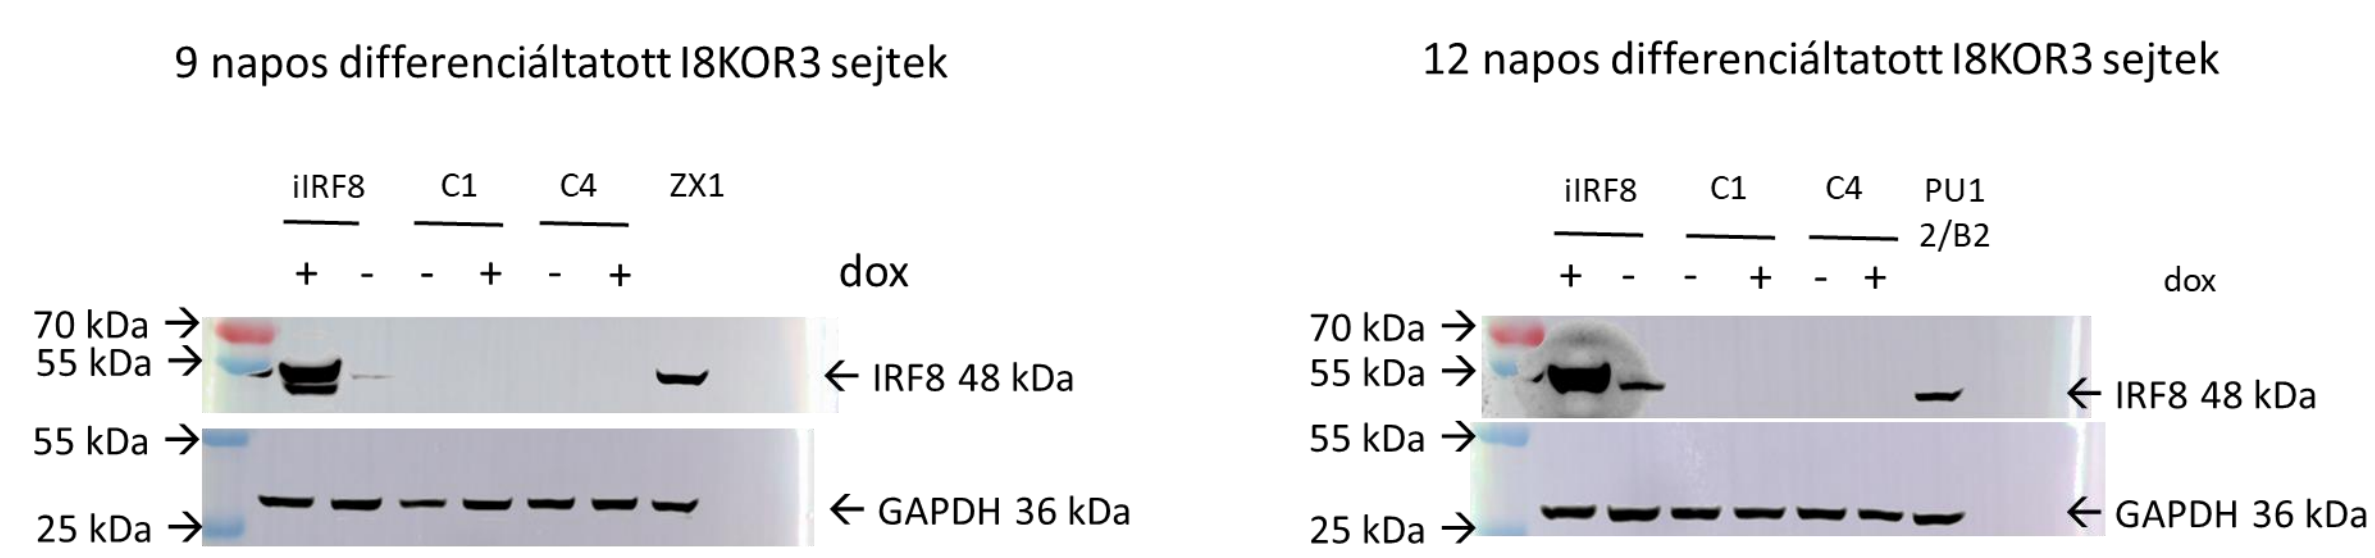 9 napos differenciáltatott I8KOR3 sejtek
iIRF8 C1 C4 ZX1
+ - - + - + dox
70 kDa →
55 kDa → ← IRF8 48 kDa
55 kDa →
← GAPDH 36 kDa
25 kDa →
12 napos differenciáltatott I8KOR3 sejtek
iIRF8 C1 C4 PU1
2/B2
+ - - + - + dox
70 kDa →
55 kDa →
← IRF8 48 kDa
55 kDa →
← GAPDH 36 kDa
25 kDa →